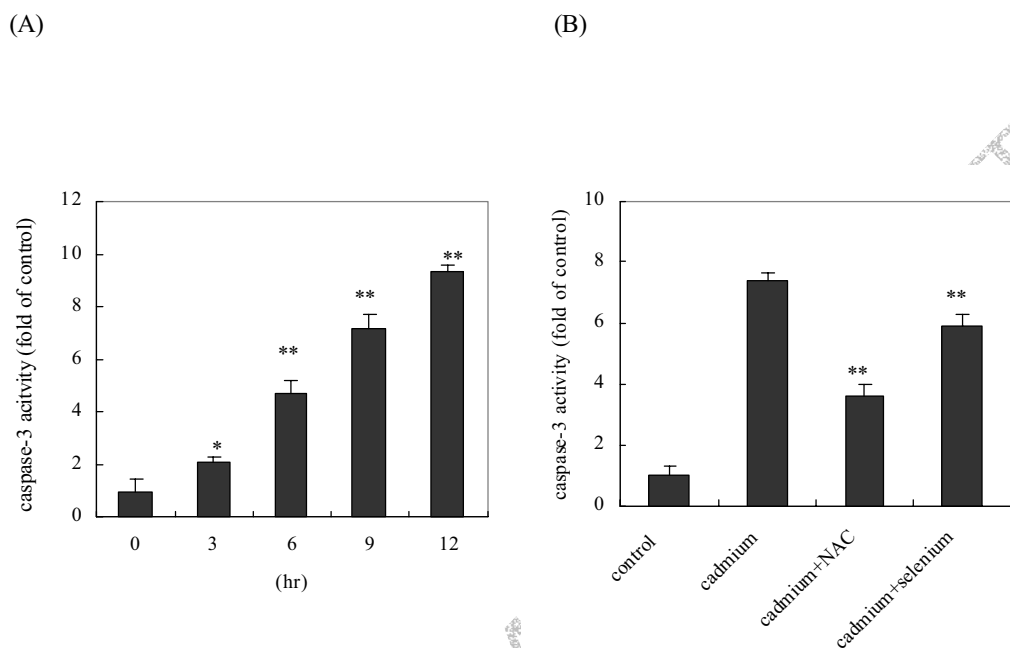 (A)
(B)
caspase-3 acitvity (fold of control)
12
10
8
6
4
2
0
**
**
**
*
0 3 6 9 12
(hr)
caspase-3 activity (fold of control)
10
8
6
4
2
0
**
**
control
cadmium
cadmium+NAC
cadmium+selenium